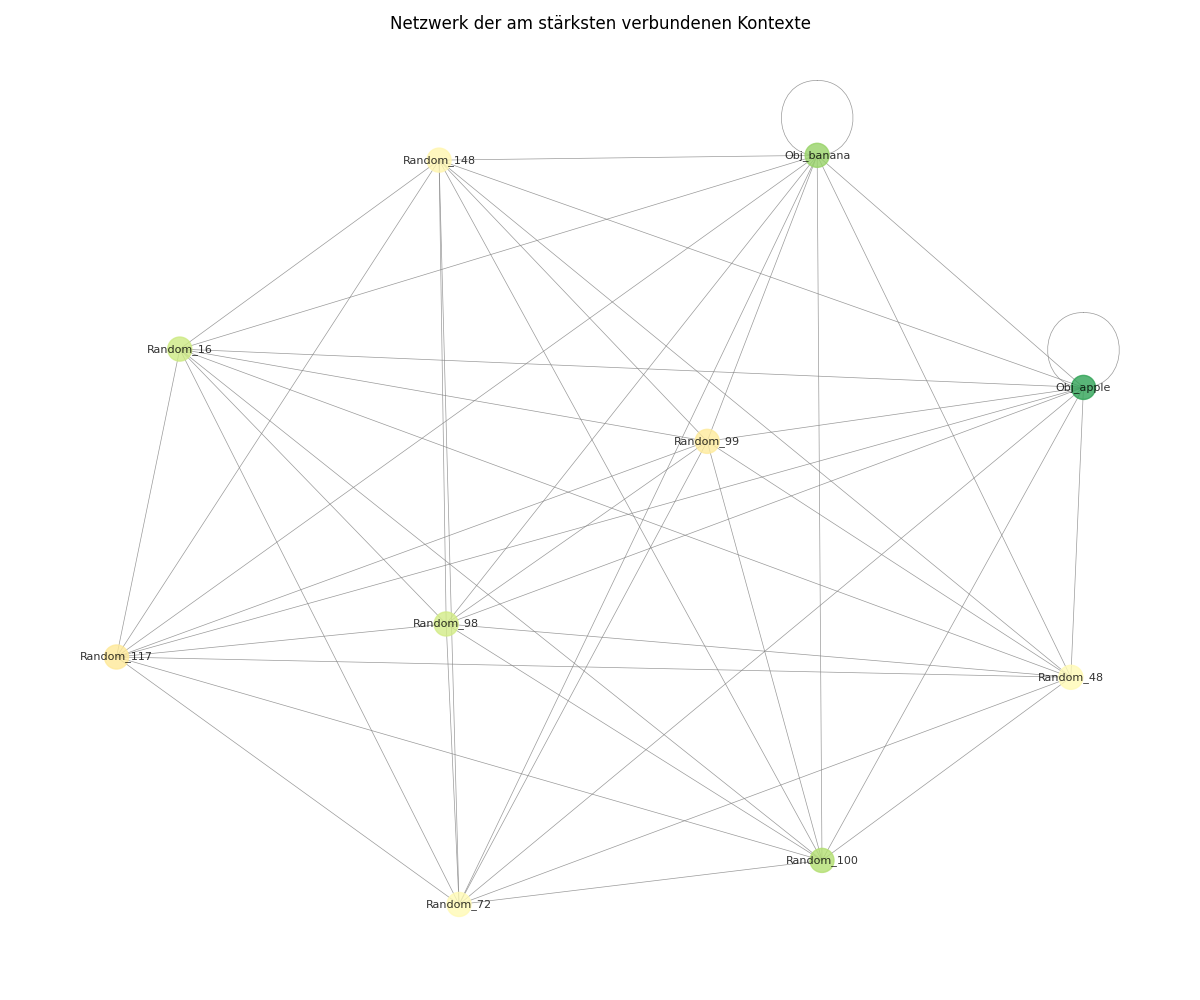 Netzwerk der am stärksten verbundenen Kontexte
Obj_banana
Random_148
Random_16
Obj_apple
Random_99
Random_98
Random_117
Random_48
Random_100
Random_72